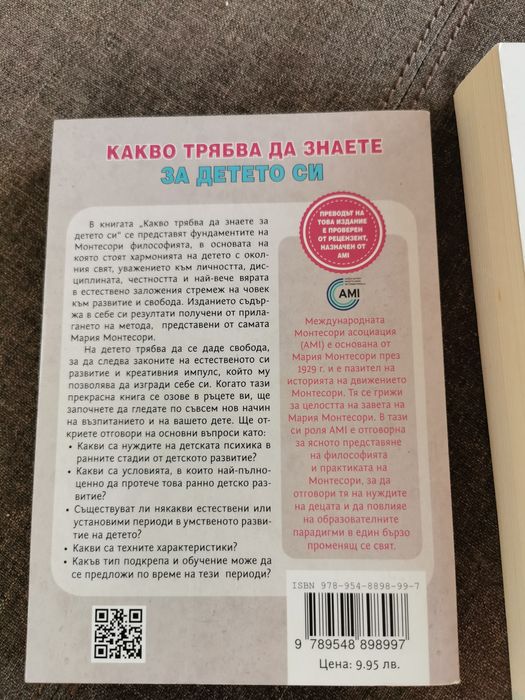 КАКВО ТРЯБВА ДА ЗНАЕТЕ
ЗА ДЕТЕТО СИ
В книгата „Какво трябва да знаете за
детето си“ се представят фундаментите на
Монтесори философията, в основата на
която стоят хармонията на детето с окол-
ния свят, уважението към личността, дис-
циплината, честността и най-вече вярата
в естествено заложения стремеж на човек
към развитие и свобода. Изданието съдър-
жа в себе си резултати получени от прила-
гането на метода, представени от самата
Мария Монтесори.
На детето трябва да се даде свобода,
за да следва законите на естественото си
развитие и креативния импулс, който му
позволява да изгради себе си. Когато тази
прекрасна книга се озове в ръцете ви, ще
започнете да гледате по съвсем нов начин
на възпитанието и на вашето дете. Ще от-
криете отговори на основни въпроси като:
• Какви са нуждите на детската психика в
ранните стадии от детското развитие?
• Какви са условията, в които най-пълно-
ценно да протече това ранно детско раз-
витие?
• Съществуват ли някакви естествени или
установими периоди в умственото разви-
тие на детето?
• Какви са техните характеристики?
• Какъв тип подкрепа и обучение може да
се предложи по време на тези периоди?
ПРЕВОДЪТ НА
ТОВА ИЗДАНИЕ
Е ПРОВЕРЕН
ОТ РЕЦЕНЗЕНТ,
НАЗНАЧЕН ОТ
AMI
AMI
Международната
Монтесори асоциация
(AMI) е основана от
Мария Монтесори през
1929 г. и е пазител на
историята на движението
Монтесори. Тя се грижи
за целостта на завета на
Мария Монтесори. В тази
си роля AMI е отговорна
за ясното представяне
на философията
и практиката на
Монтесори, за да
отговори тя на нуждите
на децата и да повлияе
на образователните
парадигми в един бързо
променящ се свят.
ISBN 978-954-8898-99-7
9 789548 898997
Цена: 9.95 лв.